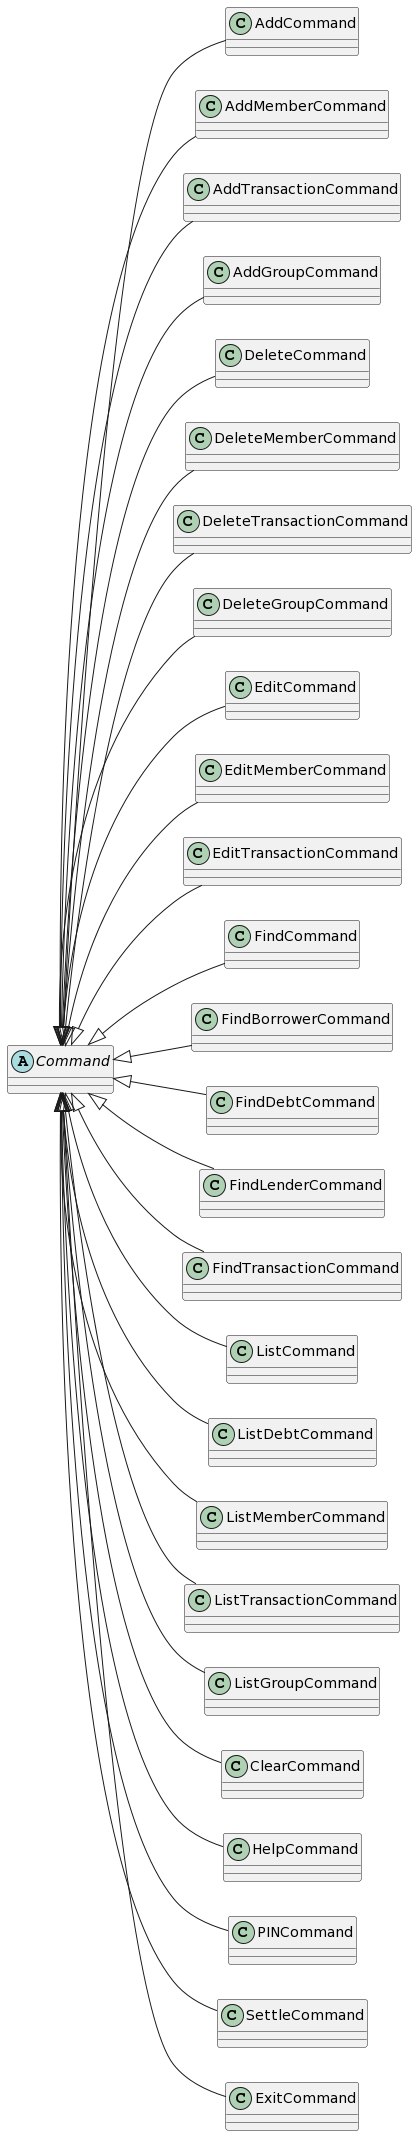 C AddCommand
C AddMemberCommand
C AddTransactionCommand
C AddGroupCommand
C DeleteCommand
C DeleteMemberCommand
C DeleteTransactionCommand
C DeleteGroupCommand
C EditCommand
C EditMemberCommand
C EditTransactionCommand
C FindCommand
C FindBorrowerCommand
A Command
C FindDebtCommand
C FindLenderCommand
C FindTransactionCommand
C ListCommand
C ListDebtCommand
C ListMemberCommand
C ListTransactionCommand
C ListGroupCommand
C ClearCommand
C HelpCommand
C PINCommand
C SettleCommand
C ExitCommand